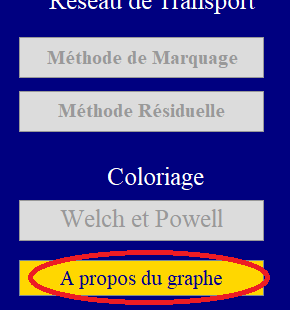 Réseau de Transport
Méthode de Marquage
Méthode Résiduelle
Coloriage
Welch et Powell
A propos du graphe